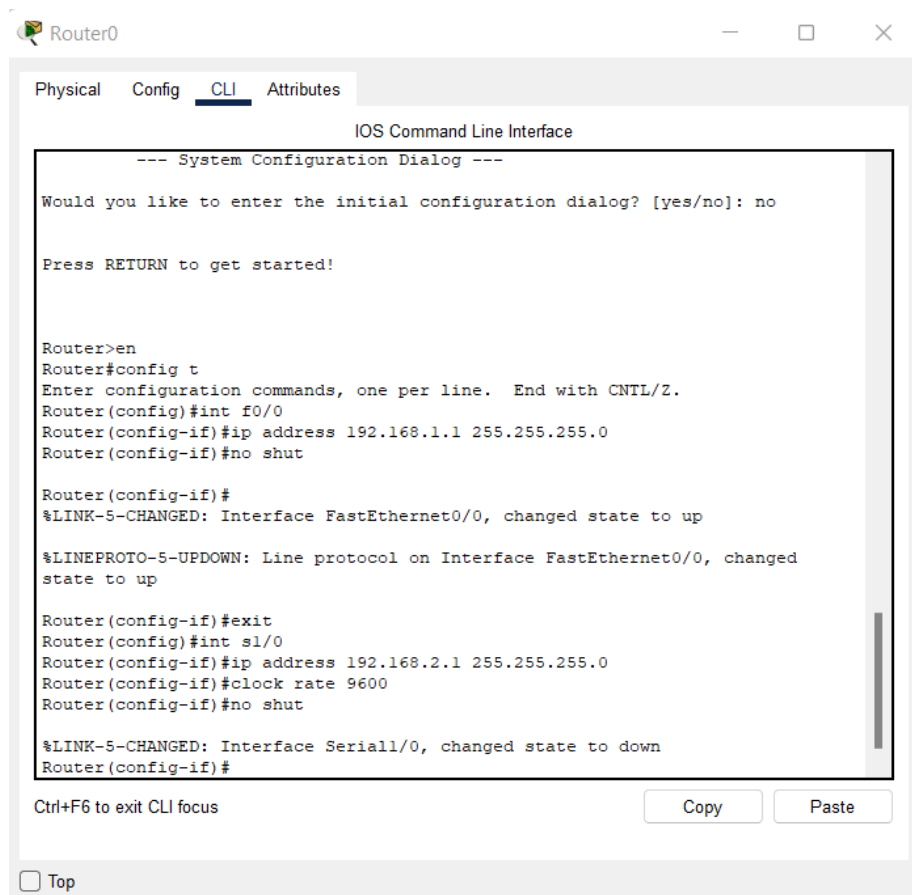 Router0
Physical Config CLI Attributes
IOS Command Line Interface
--- System Configuration Dialog ---
Would you like to enter the initial configuration dialog? [yes/no]: no
Press RETURN to get started!
Router>en
Router#config t
Enter configuration commands, one per line.  End with CNTL/Z.
Router(config)#int f0/0
Router(config-if)#ip address 192.168.1.1 255.255.255.0
Router(config-if)#no shut
Router(config-if)#
%LINK-5-CHANGED: Interface FastEthernet0/0, changed state to up
%LINEPROTO-5-UPDOWN: Line protocol on Interface FastEthernet0/0, changed
state to up
Router(config-if)#exit
Router(config)#int s1/0
Router(config-if)#ip address 192.168.2.1 255.255.255.0
Router(config-if)#clock rate 9600
Router(config-if)#no shut
%LINK-5-CHANGED: Interface Serial1/0, changed state to down
Router(config-if)#
Ctrl+F6 to exit CLI focus
Copy Paste
Top